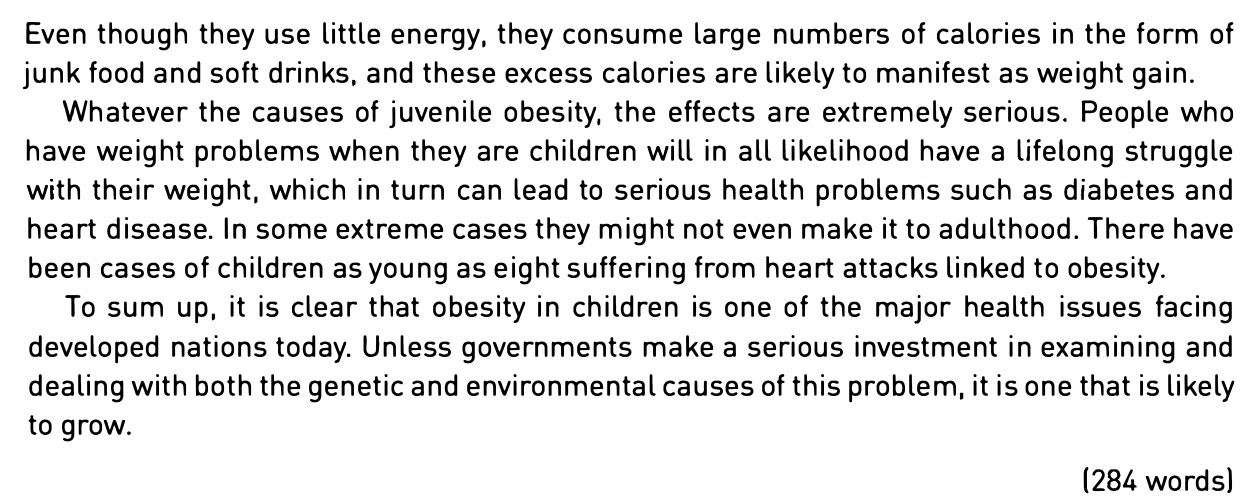 Even though they use little energy, they consume large numbers of calories in the form of
junk food and soft drinks, and these excess calories are likely to manifest as weight gain.
Whatever the causes of juvenile obesity, the effects are extremely serious. People who
have weight problems when they are children will in all likelihood have a lifelong struggle
with their weight, which in turn can lead to serious health problems such as diabetes and
heart disease. In some extreme cases they might not even make it to adulthood. There have
been cases of children as young as eight suffering from heart attacks linked to obesity.
To sum up, it is clear that obesity in children is one of the major health issues facing
developed nations today. Unless governments make a serious investment in examining and
dealing with both the genetic and environmental causes of this problem, it is one that is likely
to grow.
(284 words)